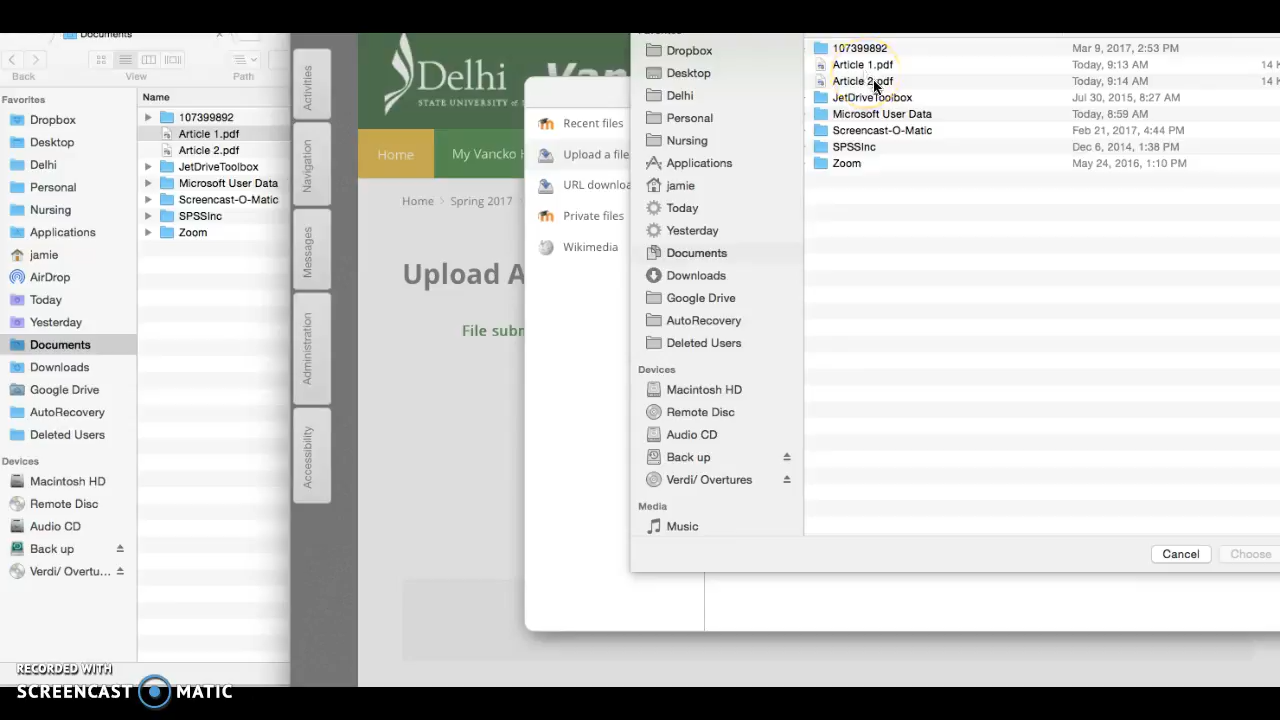 Documents
Back
View
Path
Favorites
Dropbox
Desktop
Delhi
Personal
Nursing
Applications
jamie
AirDrop
Today
Yesterday
Documents
Downloads
Google Drive
AutoRecovery
Deleted Users
Devices
Macintosh HD
Remote Disc
Audio CD
Back up
Verdi/ Overtu...
Name
107399892
Article 1.pdf
Article 2.pdf
JetDriveToolbox
Microsoft User Data
Screencast-O-Matic
SPSSInc
Zoom
Activities
Navigation
Messages
Administration
Accessibility
Delhi
STATE UNIVERSITY of
Home
My Vancko H
Home
Spring 2017
Upload A
File subm
Recent files
Upload a file
URL downloa
Private files
Wikimedia
Dropbox
Desktop
Delhi
Personal
Nursing
Applications
jamie
Today
Yesterday
Documents
Downloads
Google Drive
AutoRecovery
Deleted Users
Devices
Macintosh HD
Remote Disc
Audio CD
Back up
Verdi/ Overtures
Media
Music
107399892 Mar 9, 2017, 2:53 PM
Article 1.pdf Today, 9:13 AM 14 K
Article 2.pdf Today, 9:14 AM 14 K
JetDriveToolbox Jul 30, 2015, 8:27 AM
Microsoft User Data Today, 8:59 AM
Screencast-O-Matic Feb 21, 2017, 4:44 PM
SPSSInc Dec 6, 2014, 1:38 PM
Zoom May 24, 2016, 1:10 PM
Cancel
Choose
RECORDED WITH
SCREENCAST MATIC